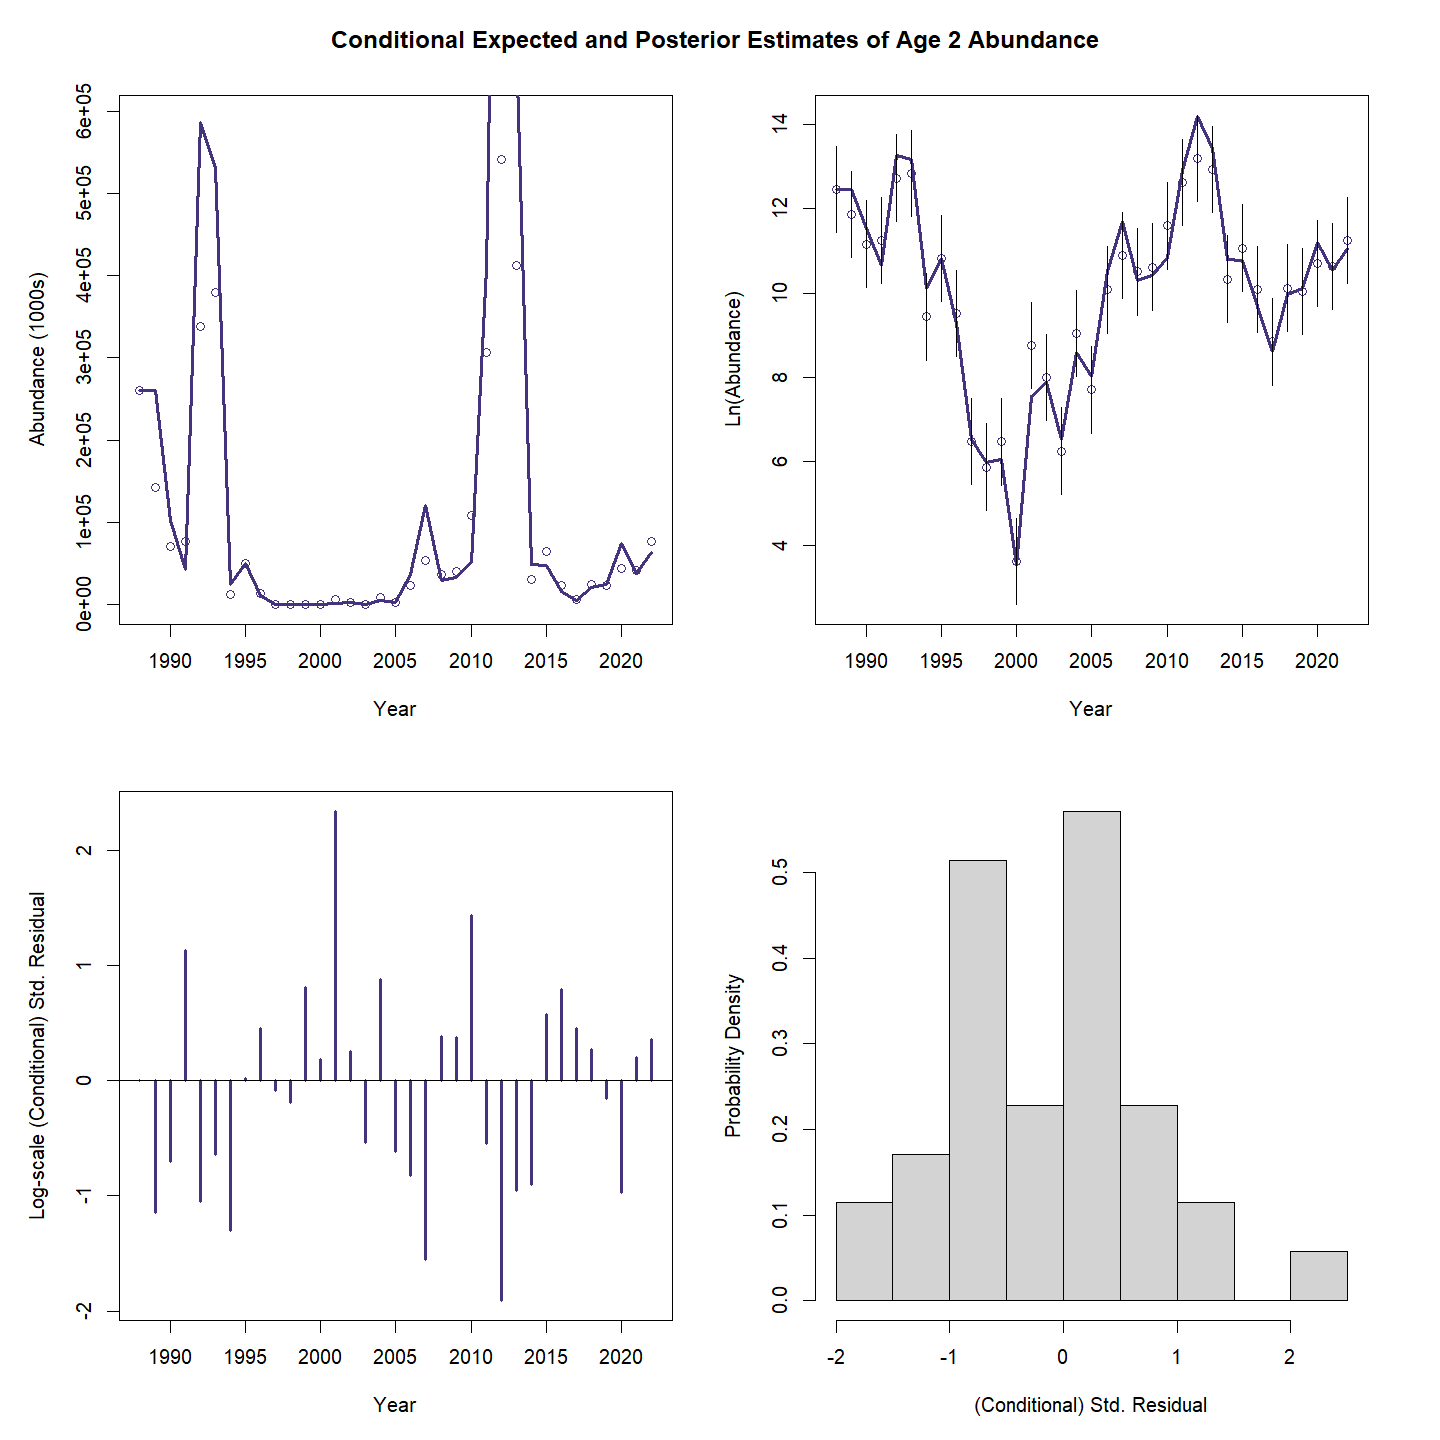 Conditional Expected and Posterior Estimates of Age 2 Abundance
Abundance (1000s)
6e+05
5e+05
4e+05
3e+05
2e+05
1e+05
0e+00
1990 1995 2000 2005 2010 2015 2020
Year
Ln(Abundance)
14
12
10
8
6
4
1990 1995 2000 2005 2010 2015 2020
Year
Log-scale (Conditional) Std. Residual
2
1
0
-1
-2
1990 1995 2000 2005 2010 2015 2020
Year
Probability Density
0.5
0.4
0.3
0.2
0.1
0.0
-2 -1 0 1 2
(Conditional) Std. Residual